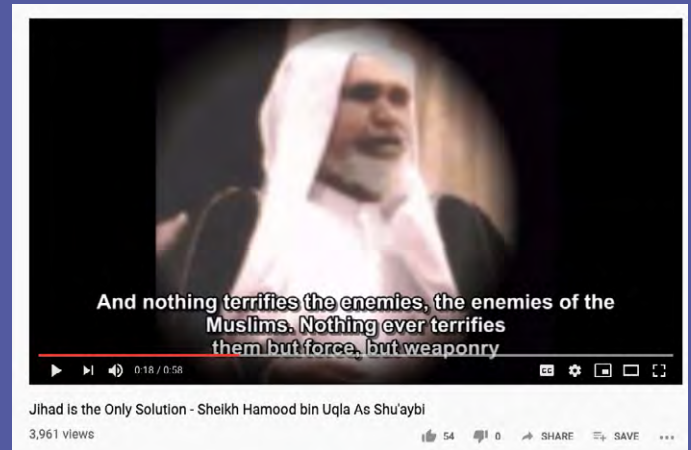 And nothing terrifies the enemies, the enemies of the
Muslims. Nothing ever terrifies
them but force, but weaponry
0:18 / 0:58
CC
Jihad is the Only Solution - Sheikh Hamood bin Uqla As Shu'aybi
3,961 views
54
0
SHARE
SAVE